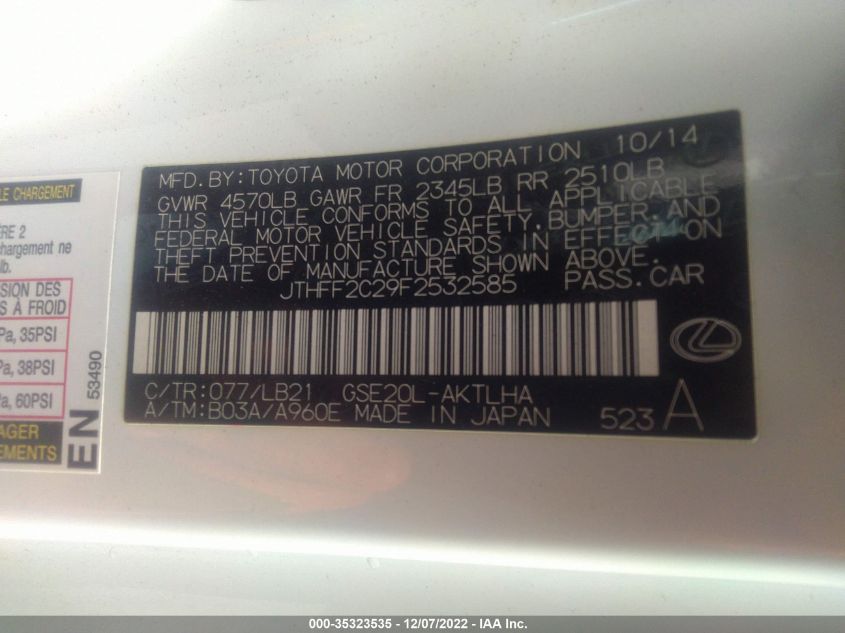 LE CHARGEMENT
ÈRE 2
chargement ne
lb.
SION DES
S À FROID
Pa, 35PSI
Pa, 38PSI
a, 60PSI
AGER
EMENTS
EN 53490
MFD. BY: TOYOTA MOTOR CORPORATION 10/14
GVWR 4570LB GAWR FR 2345LB RR 2510LB
THIS VEHICLE CONFORMS TO ALL APPLICABLE
FEDERAL MOTOR VEHICLE SAFETY, BUMPER, AND
THEFT PREVENTION STANDARDS IN EFFECT ON
THE DATE OF MANUFACTURE SHOWN ABOVE.
JTHFF2C29F2532585 PASS.CAR
C/TR:077/LB21 GSE20L-AKTLHA
A/TM:B03A/A960E MADE IN JAPAN 523 A
000-35323535 - 12/07/2022 - IAA Inc.